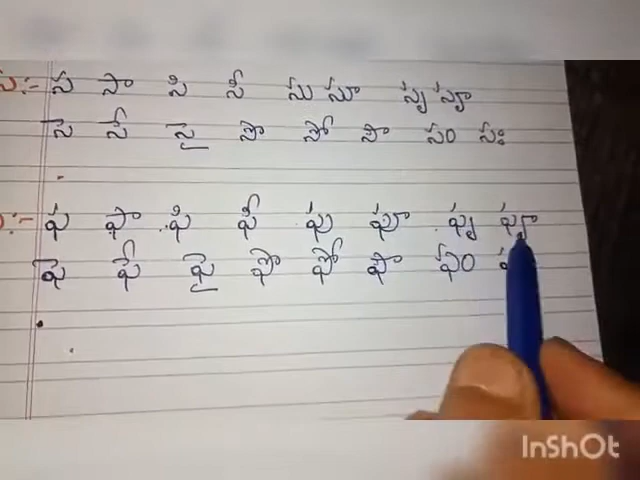 ప:- ప పా పి పీ పు పూ పృ పౄ
పె పే పై పొ పో పౌ పం పః
ఫ:- ఫ ఫా ఫి ఫీ ఫు ఫూ ఫృ ఫౄ
ఫె ఫే ఫై ఫొ ఫో ఫౌ ఫం
InShOt